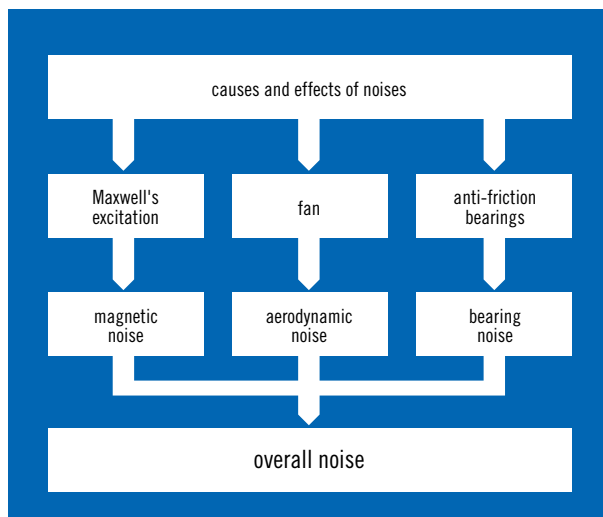 causes and effects of noises
Maxwell's
excitation
fan
anti-friction
bearings
magnetic
noise
aerodynamic
noise
bearing
noise
overall noise